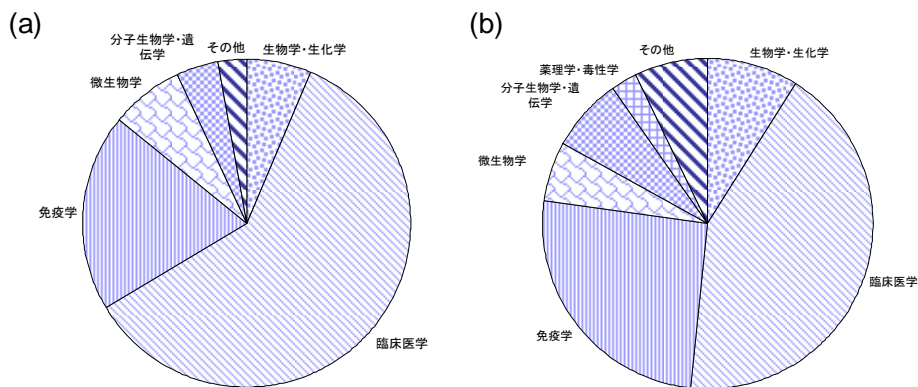 (a)
分子生物学・遺
伝学
その他
生物学・生化学
微生物学
免疫学
臨床医学
(b)
その他
生物学・生化学
薬理学・毒性学
分子生物学・遺
伝学
微生物学
免疫学
臨床医学